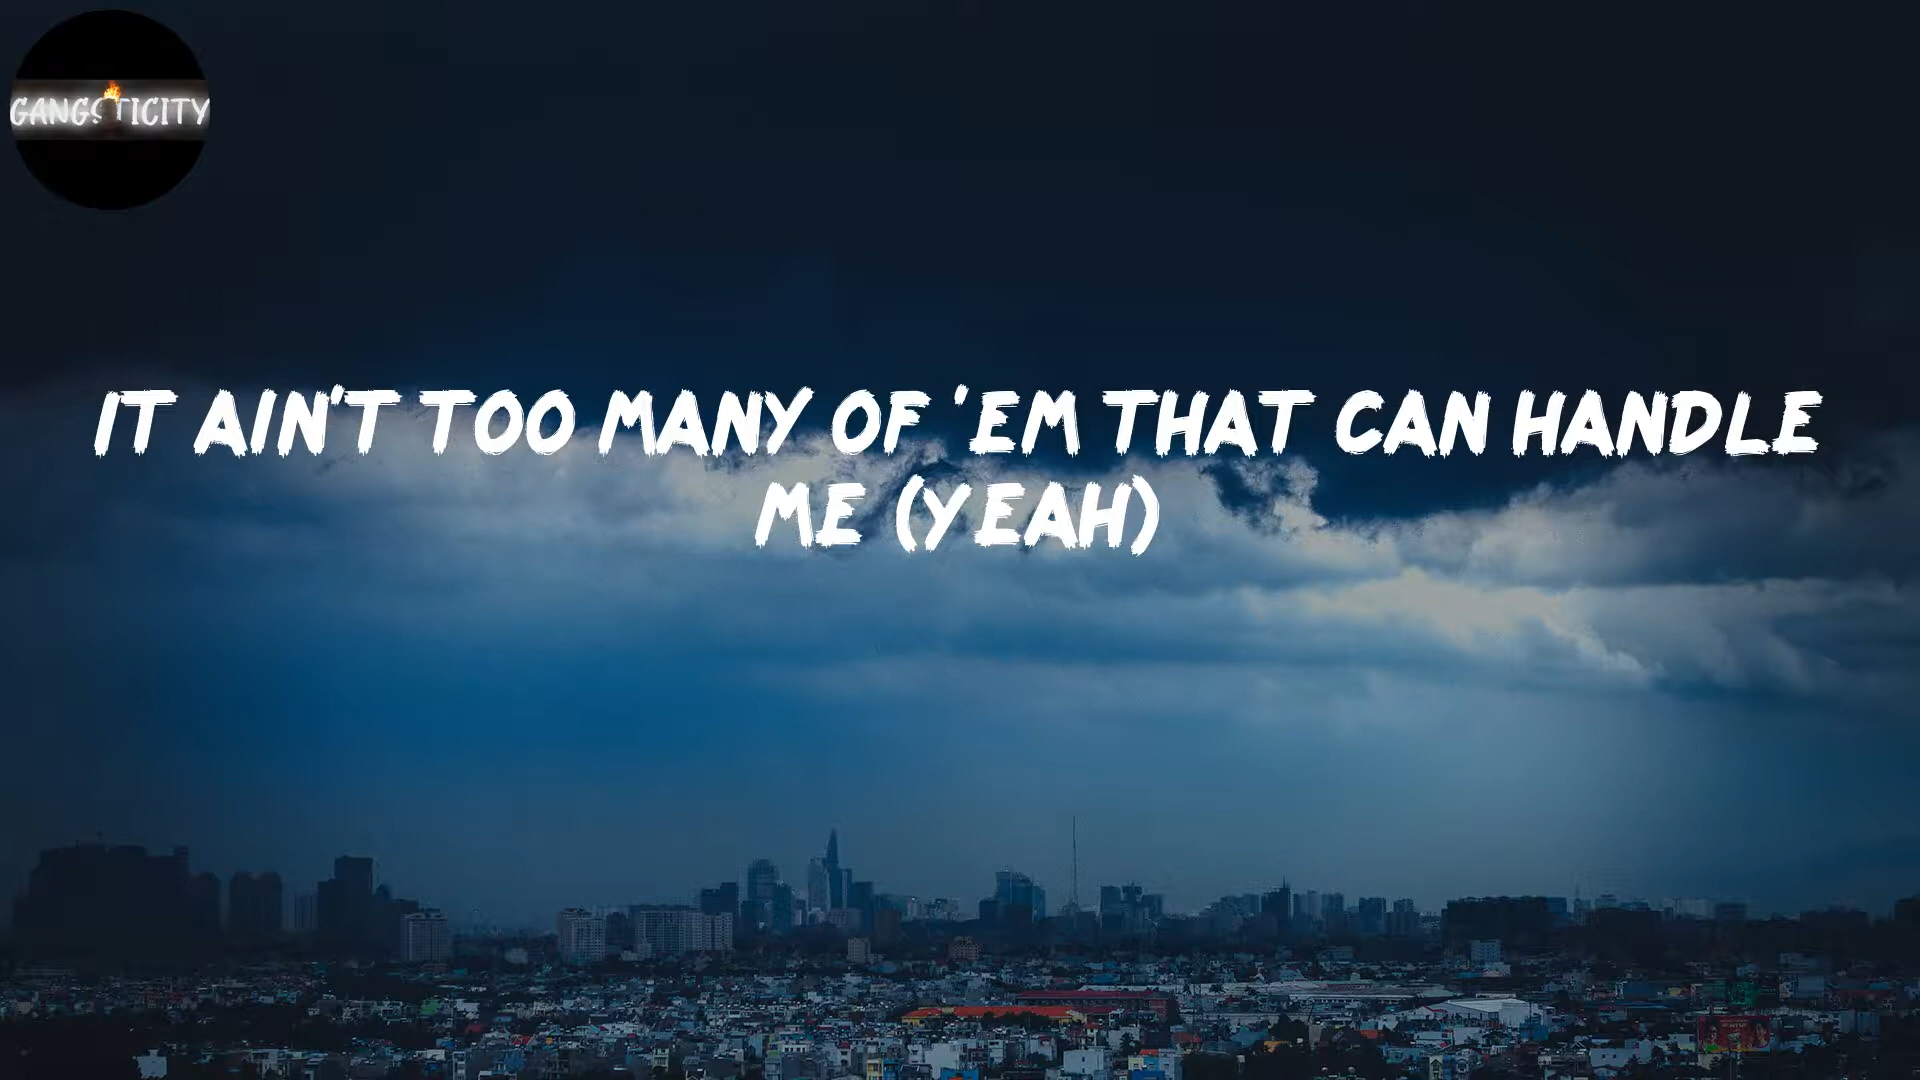 GANGSTICITY
IT AIN'T TOO MANY OF 'EM THAT CAN HANDLE
ME (YEAH)